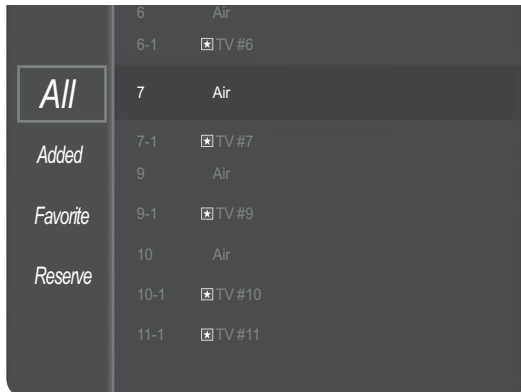 All
Added
Favorite
Reserve
6 Air
6-1 TV #6
7 Air
7-1 TV #7
9 Air
9-1 TV #9
10 Air
10-1 TV #10
11-1 TV #11